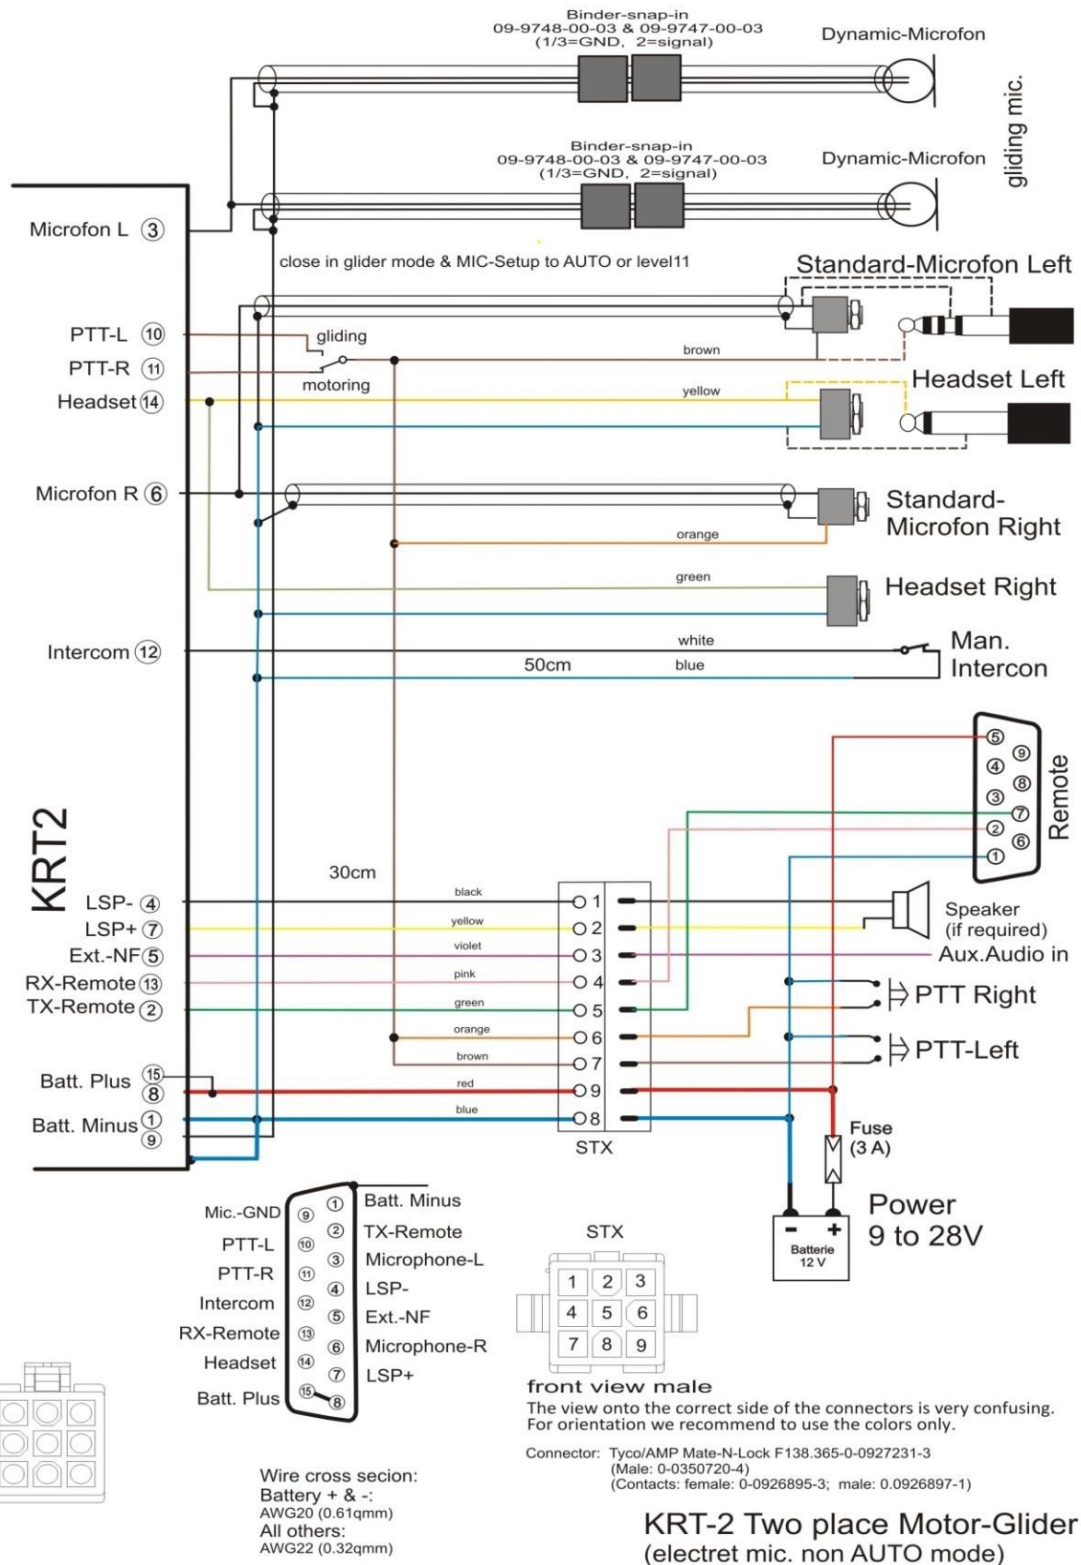 Binder-snap-in
09-9748-00-03 & 09-9747-00-03
(1/3=GND, 2=signal)
Dynamic-Microfon
gliding mic.
Binder-snap-in
09-9748-00-03 & 09-9747-00-03
(1/3=GND, 2=signal)
Dynamic-Microfon
Microfon L 3
close in glider mode & MIC-Setup to AUTO or level11
Standard-Microfon Left
PTT-L 10
gliding
PTT-R 11
motoring
brown
Headset 14
yellow
Headset Left
Microfon R 6
Standard-
Microfon Right
orange
green
Headset Right
Intercom 12
white
50cm
blue
Man.
Intercon
5
9
4
8
3
7
2
6
1
Remote
KRT2
30cm
LSP- 4
black
1
Speaker
(if required)
LSP+ 7
yellow
2
Ext.-NF 5
violet
3
Aux.Audio in
RX-Remote 13
pink
4
PTT Right
TX-Remote 2
green
5
orange
6
brown
7
PTT-Left
Batt. Plus 15
8
red
9
Batt. Minus 1
9
blue
8
STX
Fuse
(3 A)
Power
9 to 28V
- +
Batterie
12 V
Mic.-GND 9
1 Batt. Minus
PTT-L 10
2 TX-Remote
PTT-R 11
3 Microphone-L
Intercom 12
4 LSP-
RX-Remote 13
5 Ext.-NF
Headset 14
6 Microphone-R
Batt. Plus 15
7 LSP+
8
STX
1 2 3
4 5 6
7 8 9
front view male
The view onto the correct side of the connectors is very confusing.
For orientation we recommend to use the colors only.
Connector: Tyco/AMP Mate-N-Lock F138.365-0-0927231-3
(Male: 0-0350720-4)
(Contacts: female: 0-0926895-3; male: 0.0926897-1)
Wire cross secion:
Battery + & -:
AWG20 (0.61qmm)
All others:
AWG22 (0.32qmm)
KRT-2 Two place Motor-Glider
(electret mic. non AUTO mode)